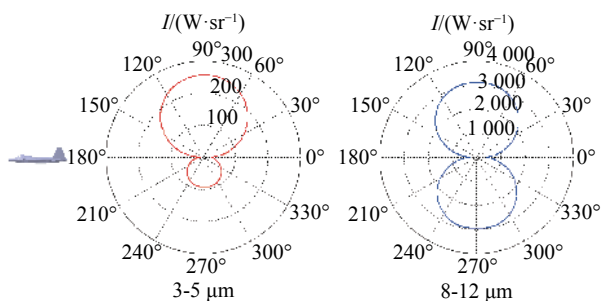 I/(W·sr⁻¹)
90° 300
120° 60°
200
150° 100 30°
180° 0°
210° 330°
240° 300°
270°
3-5 μm
I/(W·sr⁻¹)
90° 4 000
120° 3 000 60°
150° 2 000 30°
1 000
180° 0°
210° 330°
240° 300°
270°
8-12 μm